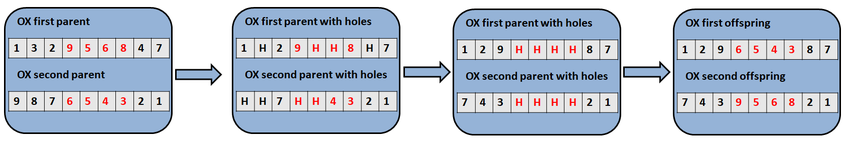 OX first parent
1 3 2 9 5 6 8 4 7
OX second parent
9 8 7 6 5 4 3 2 1
OX first parent with holes
1 H 2 9 H H 8 H 7
OX second parent with holes
H H 7 H H 4 3 2 1
OX first parent with holes
1 2 9 H H H H 8 7
OX second parent with holes
7 4 3 H H H H 2 1
OX first offspring
1 2 9 6 5 4 3 8 7
OX second offspring
7 4 3 9 5 6 8 2 1